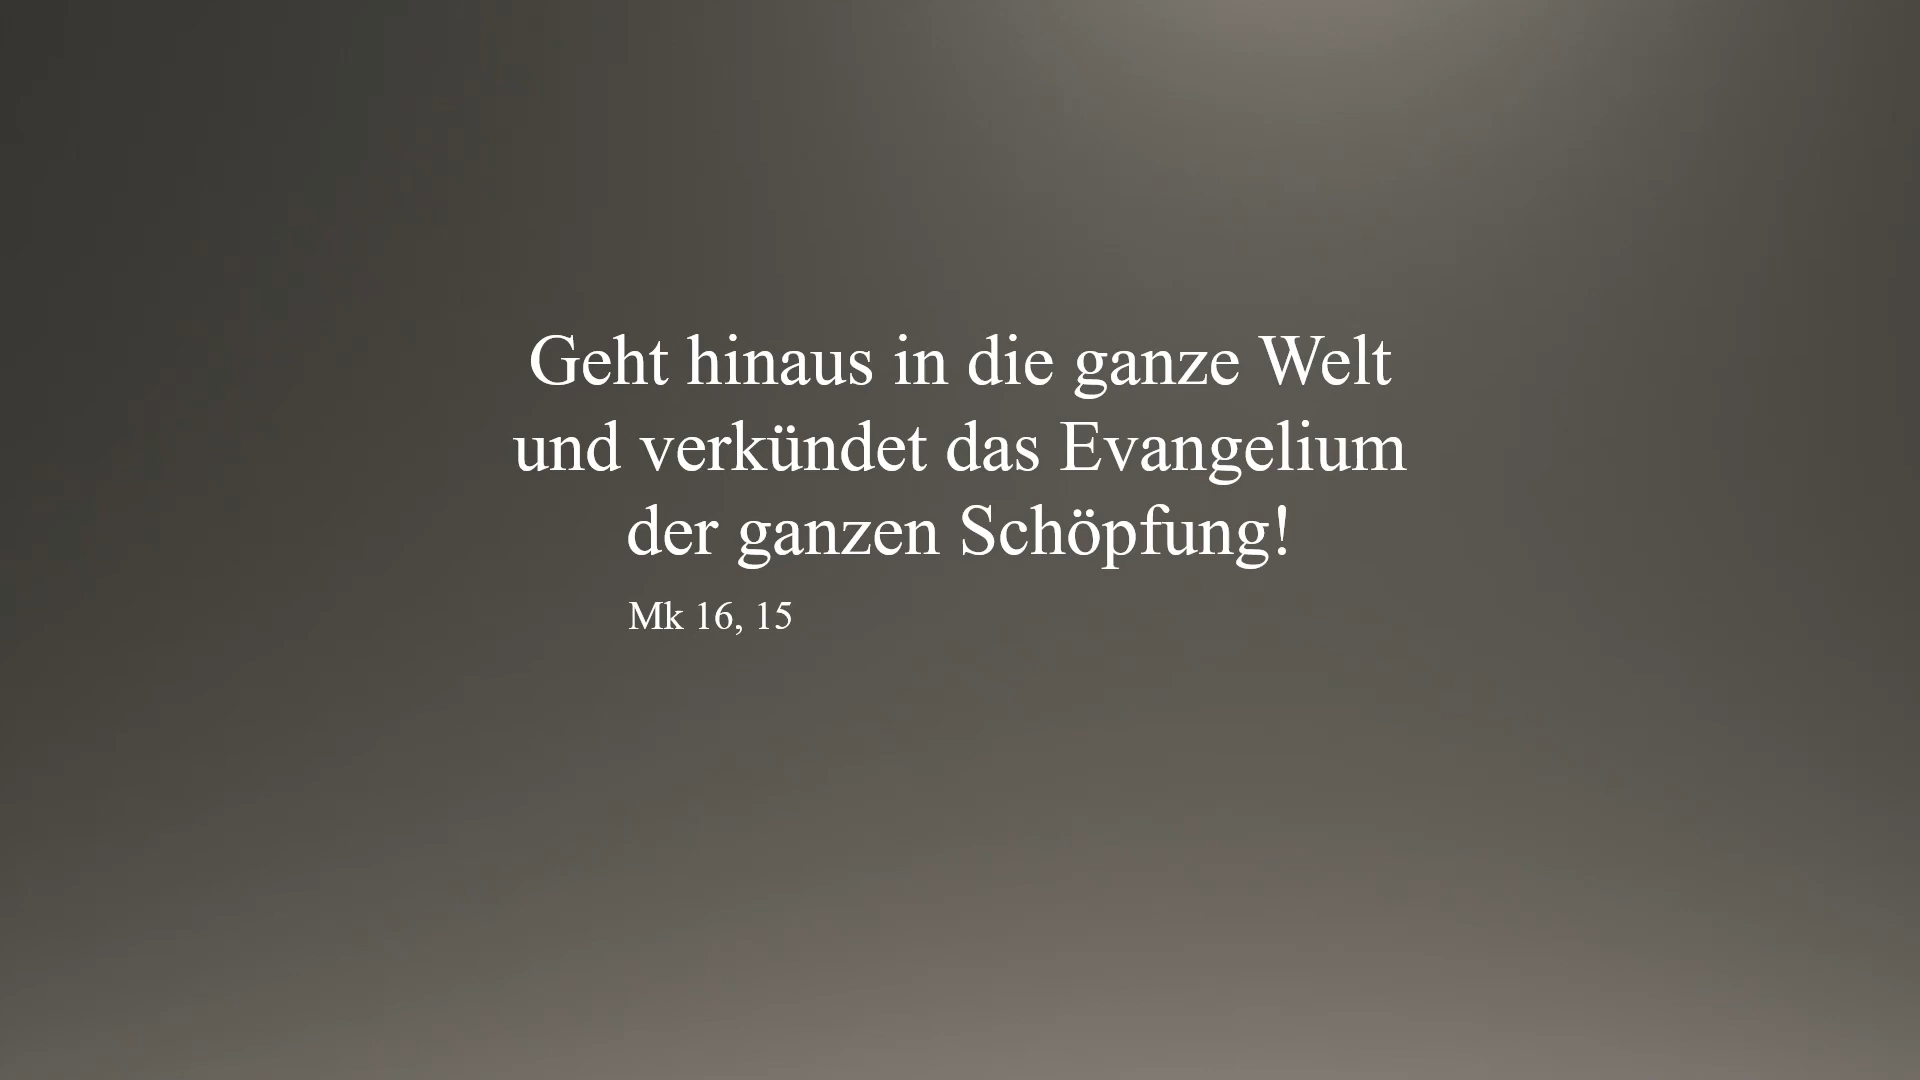 Geht hinaus in die ganze Welt
und verkündet das Evangelium
der ganzen Schöpfung!
Mk 16, 15